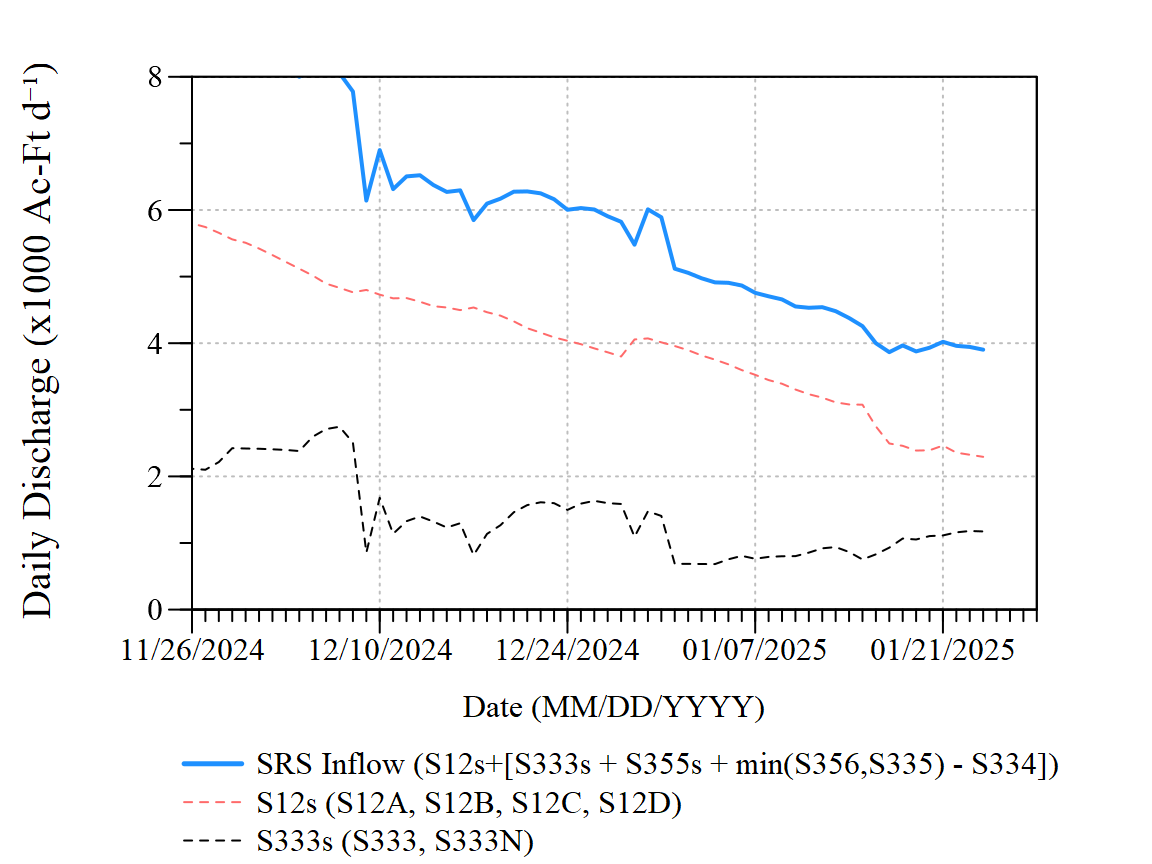 Daily Discharge (x1000 Ac-Ft d⁻¹)
8
6
4
2
0
11/26/2024 12/10/2024 12/24/2024 01/07/2025 01/21/2025
Date (MM/DD/YYYY)
SRS Inflow (S12s+[S333s + S355s + min(S356,S335) - S334])
S12s (S12A, S12B, S12C, S12D)
S333s (S333, S333N)